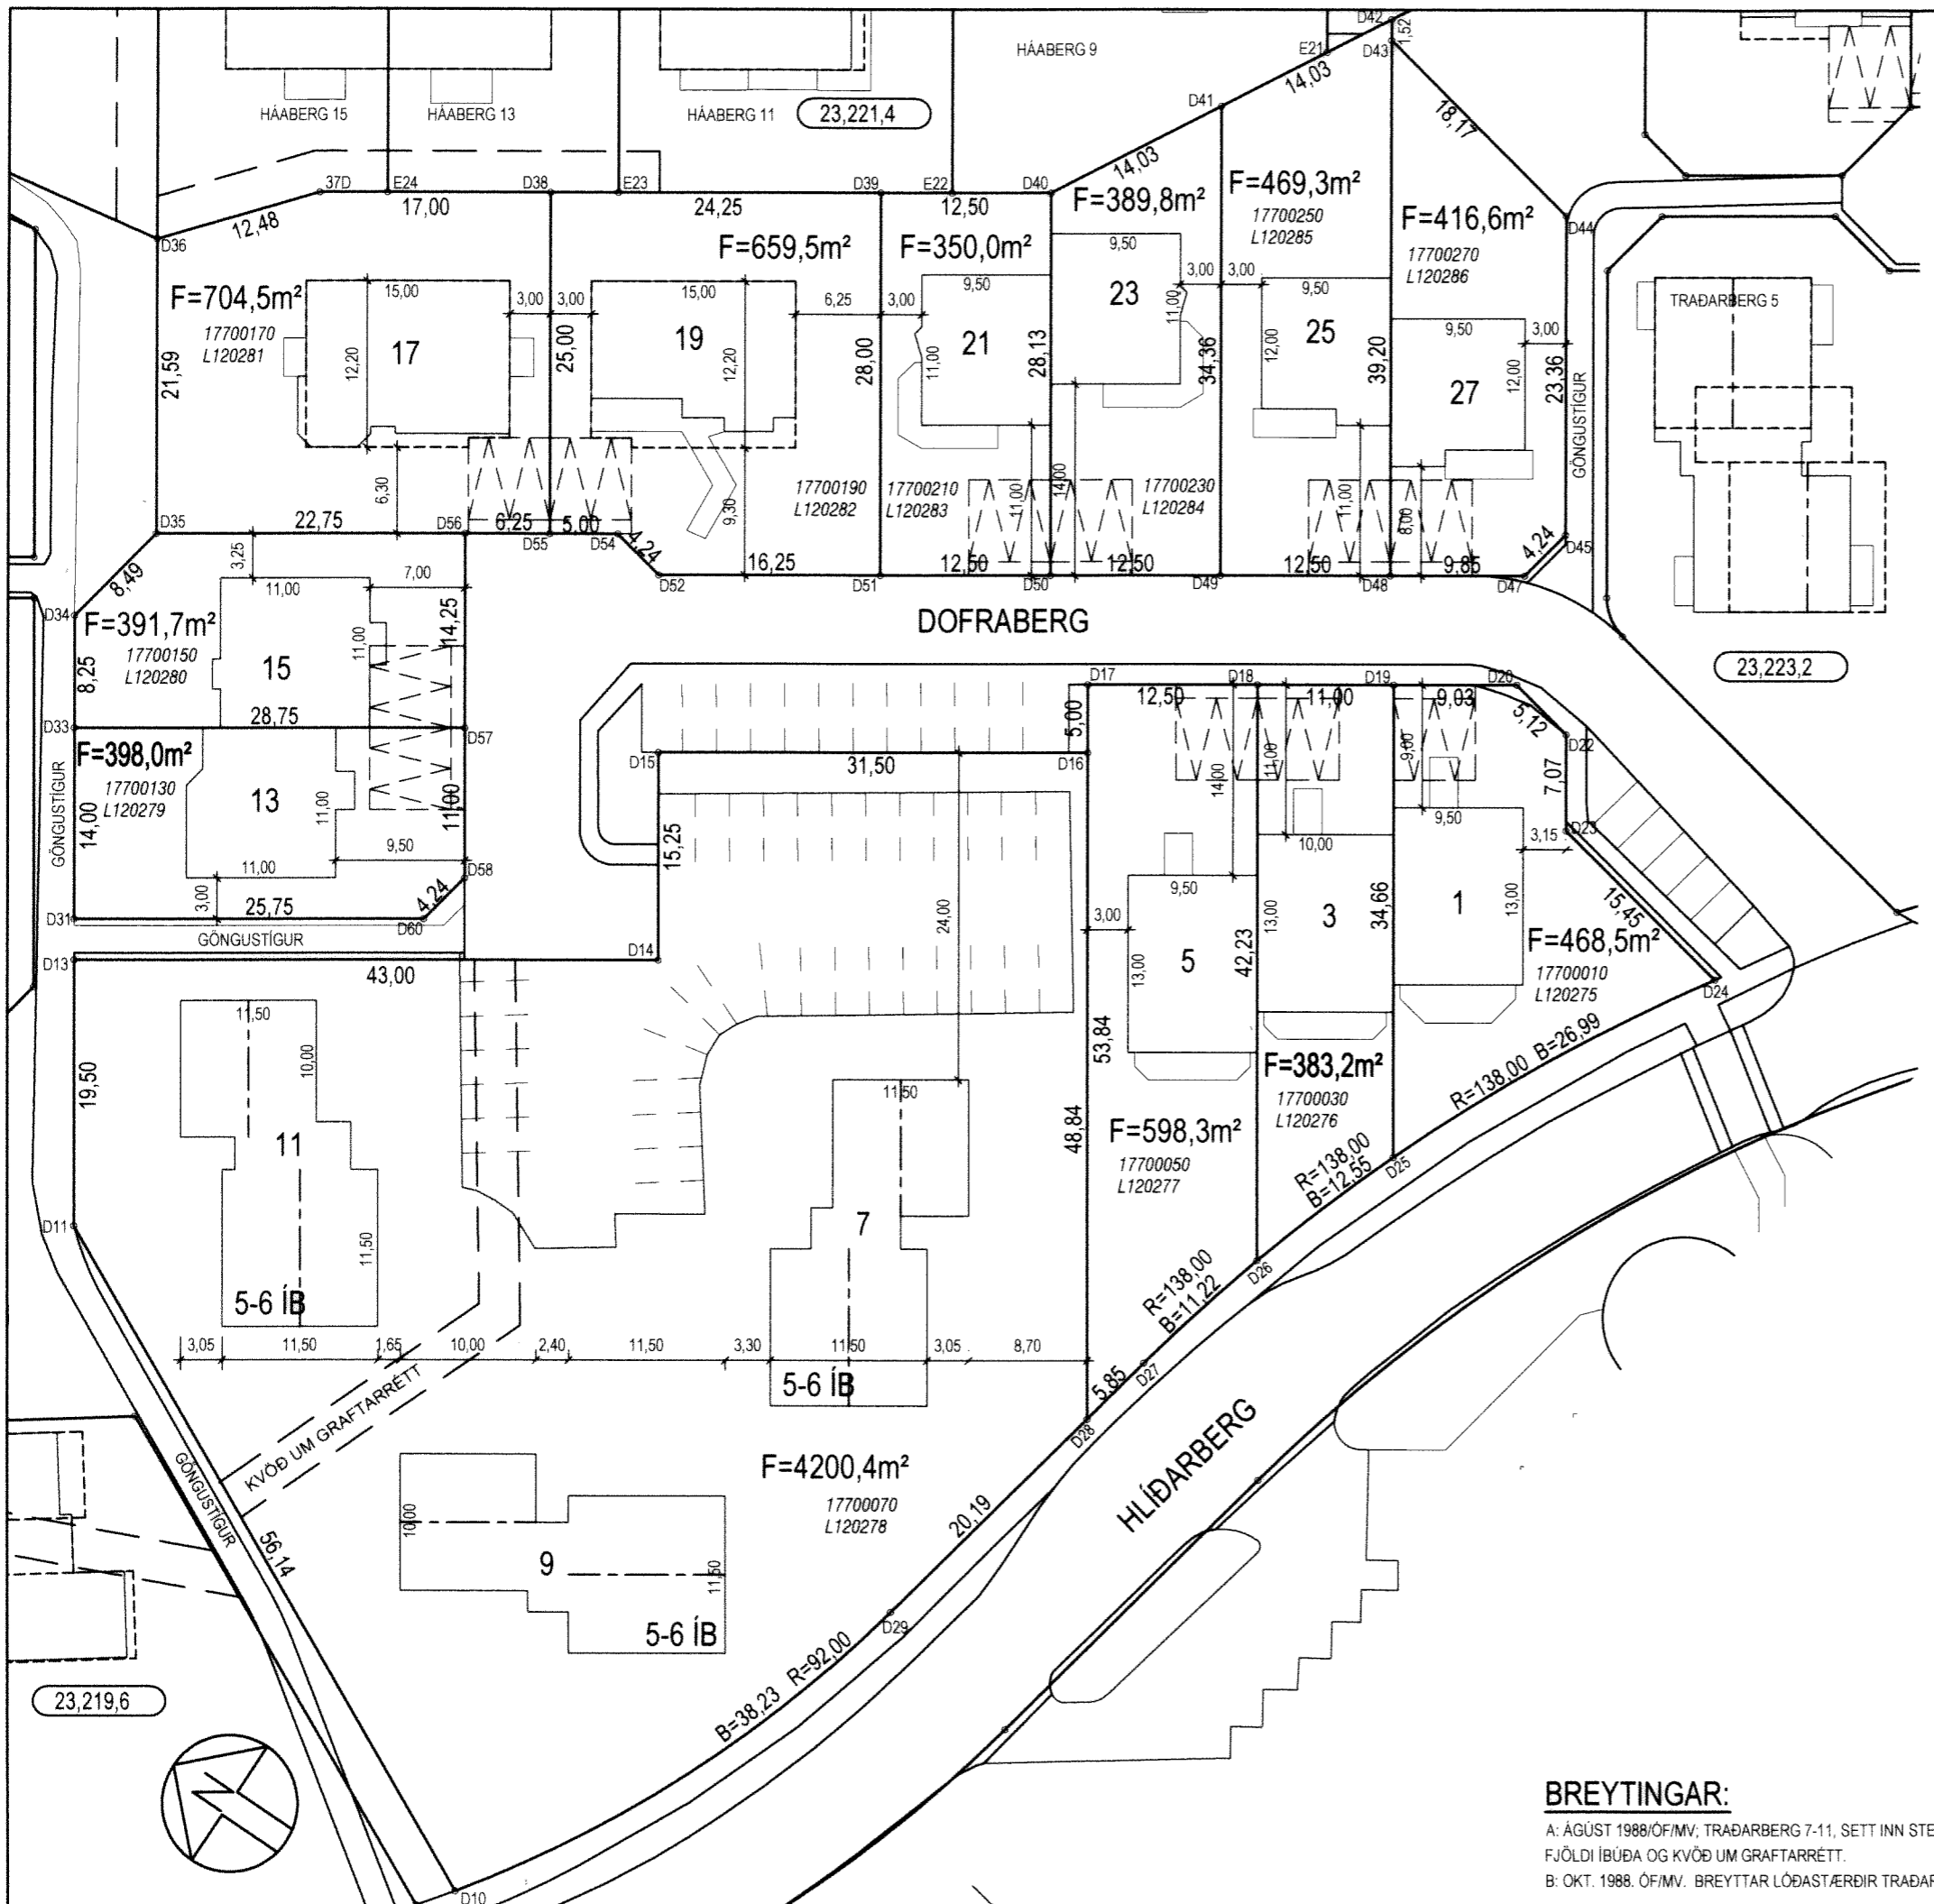 HÁABERG 15
HÁABERG 13
HÁABERG 11
23,221,4
HÁABERG 9
E21
D42
D43
1,52
14,03
18,17
D41
14,03
37D
E24
D38
E23
D39
E22
D40
D36
12,48
17,00
24,25
12,50
D44
F=704,5m²
17700170
L120281
15,00
12,20
17
3,00
3,00
21,59
25,00
6,30
F=659,5m²
15,00
12,20
19
6,25
3,00
9,30
17700190
L120282
28,00
F=350,0m²
9,50
11,00
21
17700210
L120283
11,00
28,13
F=389,8m²
9,50
23
11,00
3,00
3,00
14,00
17700230
L120284
34,36
F=469,3m²
17700250
L120285
9,50
25
12,00
11,00
39,20
F=416,6m²
17700270
L120286
9,50
3,00
27
12,00
8,00
23,36
GÖNGUSTÍGUR
TRAÐARBERG 5
D35
22,75
D56
6,25
D55
5,00
D54
4,24
D52
16,25
D51
12,50
D50
12,50
D49
12,50
D48
9,85
D47
4,24
D45
8,49
3,25
7,00
D34
F=391,7m²
17700150
L120280
11,00
11,00
15
14,25
8,25
28,75
D33
D57
DOFRABERG
23,223,2
F=398,0m²
17700130
L120279
13
11,00
11,00
9,50
11,00
14,00
GÖNGUSTÍGUR
3,00
D58
4,24
25,75
D31
D60
GÖNGUSTÍGUR
D13
43,00
D14
D15
31,50
D16
15,25
24,00
D17
12,50
D18
11,00
D19
9,03
D20
5,12
D22
5,00
7,07
14,00
11,00
9,00
D23
3,15
15,45
9,50
10,00
9,50
3,00
5
13,00
42,23
3
13,00
34,66
1
13,00
F=468,5m²
17700010
L120275
D24
53,84
48,84
F=598,3m²
17700050
L120277
F=383,2m²
17700030
L120276
R=138,00 B=26,99
D25
R=138,00
B=12,55
D26
R=138,00
B=11,22
D27
5,85
D28
19,50
D11
11,50
10,00
11
11,50
5-6 ÍB
11,50
7
5-6 ÍB
3,05
11,50
1,65
10,00
2,40
11,50
3,30
11,50
3,05
8,70
KVÖÐ UM GRAFTARRÉTT
GÖNGUSTÍGUR
56,14
F=4200,4m²
17700070
L120278
10,00
9
11,50
5-6 ÍB
20,19
D29
HLÍÐARBERG
B=38,23 R=92,00
D10
23,219,6
BREYTINGAR:
A: ÁGÚST 1988/ÓF/MV; TRAÐARBERG 7-11, SETT INN STE
FJÖLDI ÍBÚÐA OG KVÖÐ UM GRAFTARRÉTT.
B: OKT. 1988. ÓF/MV. BREYTTAR LÓÐASTÆRÐIR TRAÐAR